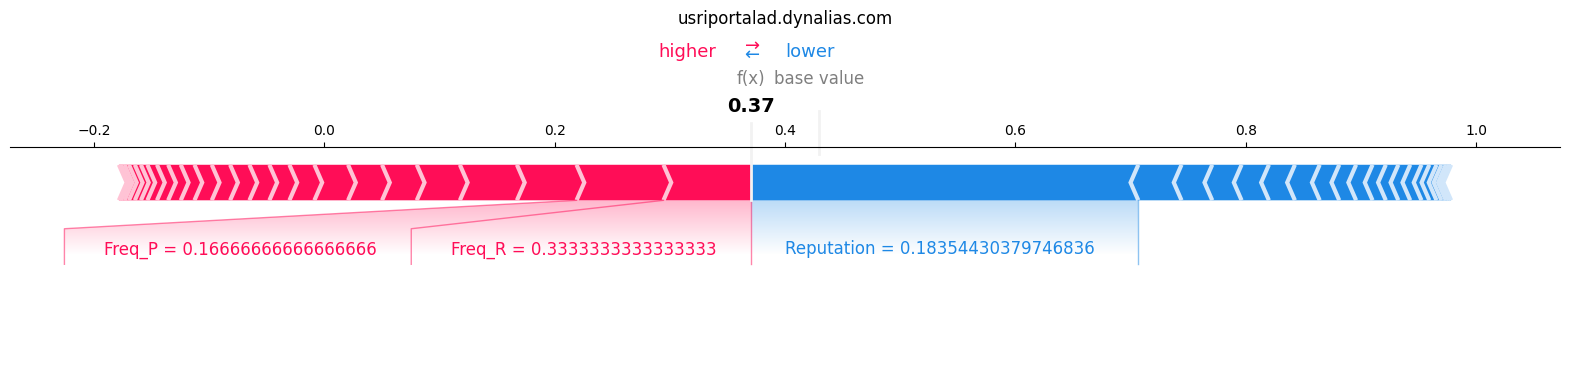 usriportalad.dynalias.com
higher ⇄ lower
f(x) base value
0.37
−0.2 0.0 0.2 0.4 0.6 0.8 1.0
Freq_P = 0.16666666666666666 Freq_R = 0.3333333333333333 Reputation = 0.18354430379746836